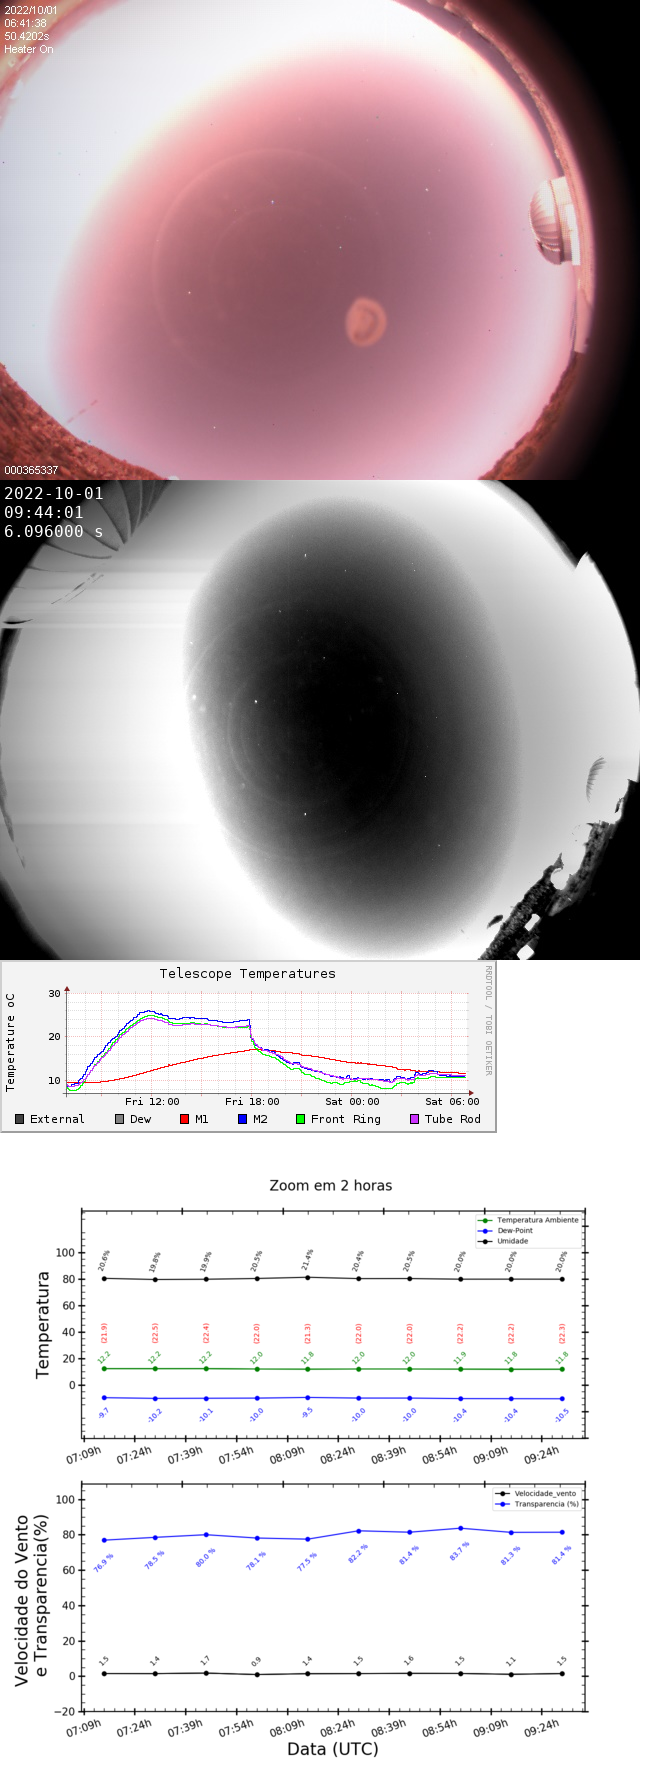 2022/10/01
06:41:38
50.4202s
Heater On
000365337
2022-10-01
09:44:01
6.096000 s
Telescope Temperatures
RRDTOOL / TOBI OETIKER
Temperature oC
30
20
10
Fri 12:00 Fri 18:00 Sat 00:00 Sat 06:00
External Dew M1 M2 Front Ring Tube Rod
Zoom em 2 horas
Temperatura Ambiente
Dew-Point
Umidade
Temperatura
100
80
60
40
20
0
20.6% 19.8% 19.9% 20.5% 21.4% 20.4% 20.5% 20.0% 20.0% 20.0%
(21.9) (22.5) (22.4) (22.0) (21.3) (22.0) (22.0) (22.2) (22.2) (22.3)
12.2 12.2 12.2 12.0 11.8 12.0 12.0 11.9 11.8 11.8
-9.7 -10.2 -10.1 -10.0 -9.5 -10.0 -10.0 -10.4 -10.4 -10.5
07:09h 07:24h 07:39h 07:54h 08:09h 08:24h 08:39h 08:54h 09:09h 09:24h
Velocidade_vento
Transparencia (%)
Velocidade do Vento
e Transparencia(%)
100
80
60
40
20
0
−20
76.9 % 78.5 % 80.0 % 78.1 % 77.5 % 82.2 % 81.4 % 83.7 % 81.3 % 81.4 %
1.5 1.4 1.7 0.9 1.4 1.5 1.6 1.5 1.1 1.5
07:09h 07:24h 07:39h 07:54h 08:09h 08:24h 08:39h 08:54h 09:09h 09:24h
Data (UTC)